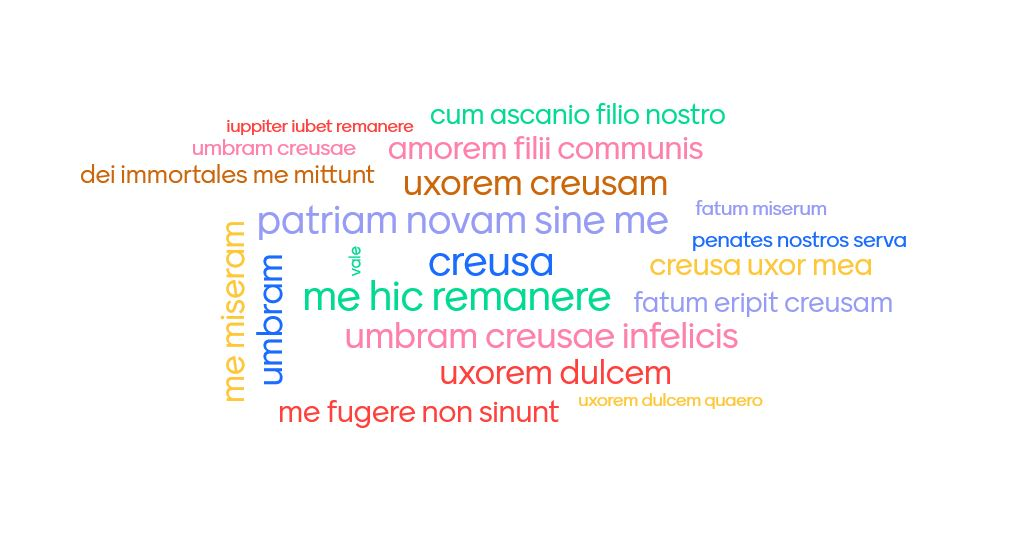 cum ascanio filio nostro
iuppiter iubet remanere
umbram creusae
amorem filii communis
dei immortales me mittunt
uxorem creusam
patriam novam sine me
fatum miserum
penates nostros serva
me miseram
umbram
vale
creusa
creusa uxor mea
me hic remanere
fatum eripit creusam
umbram creusae infelicis
uxorem dulcem
me fugere non sinunt
uxorem dulcem quaero